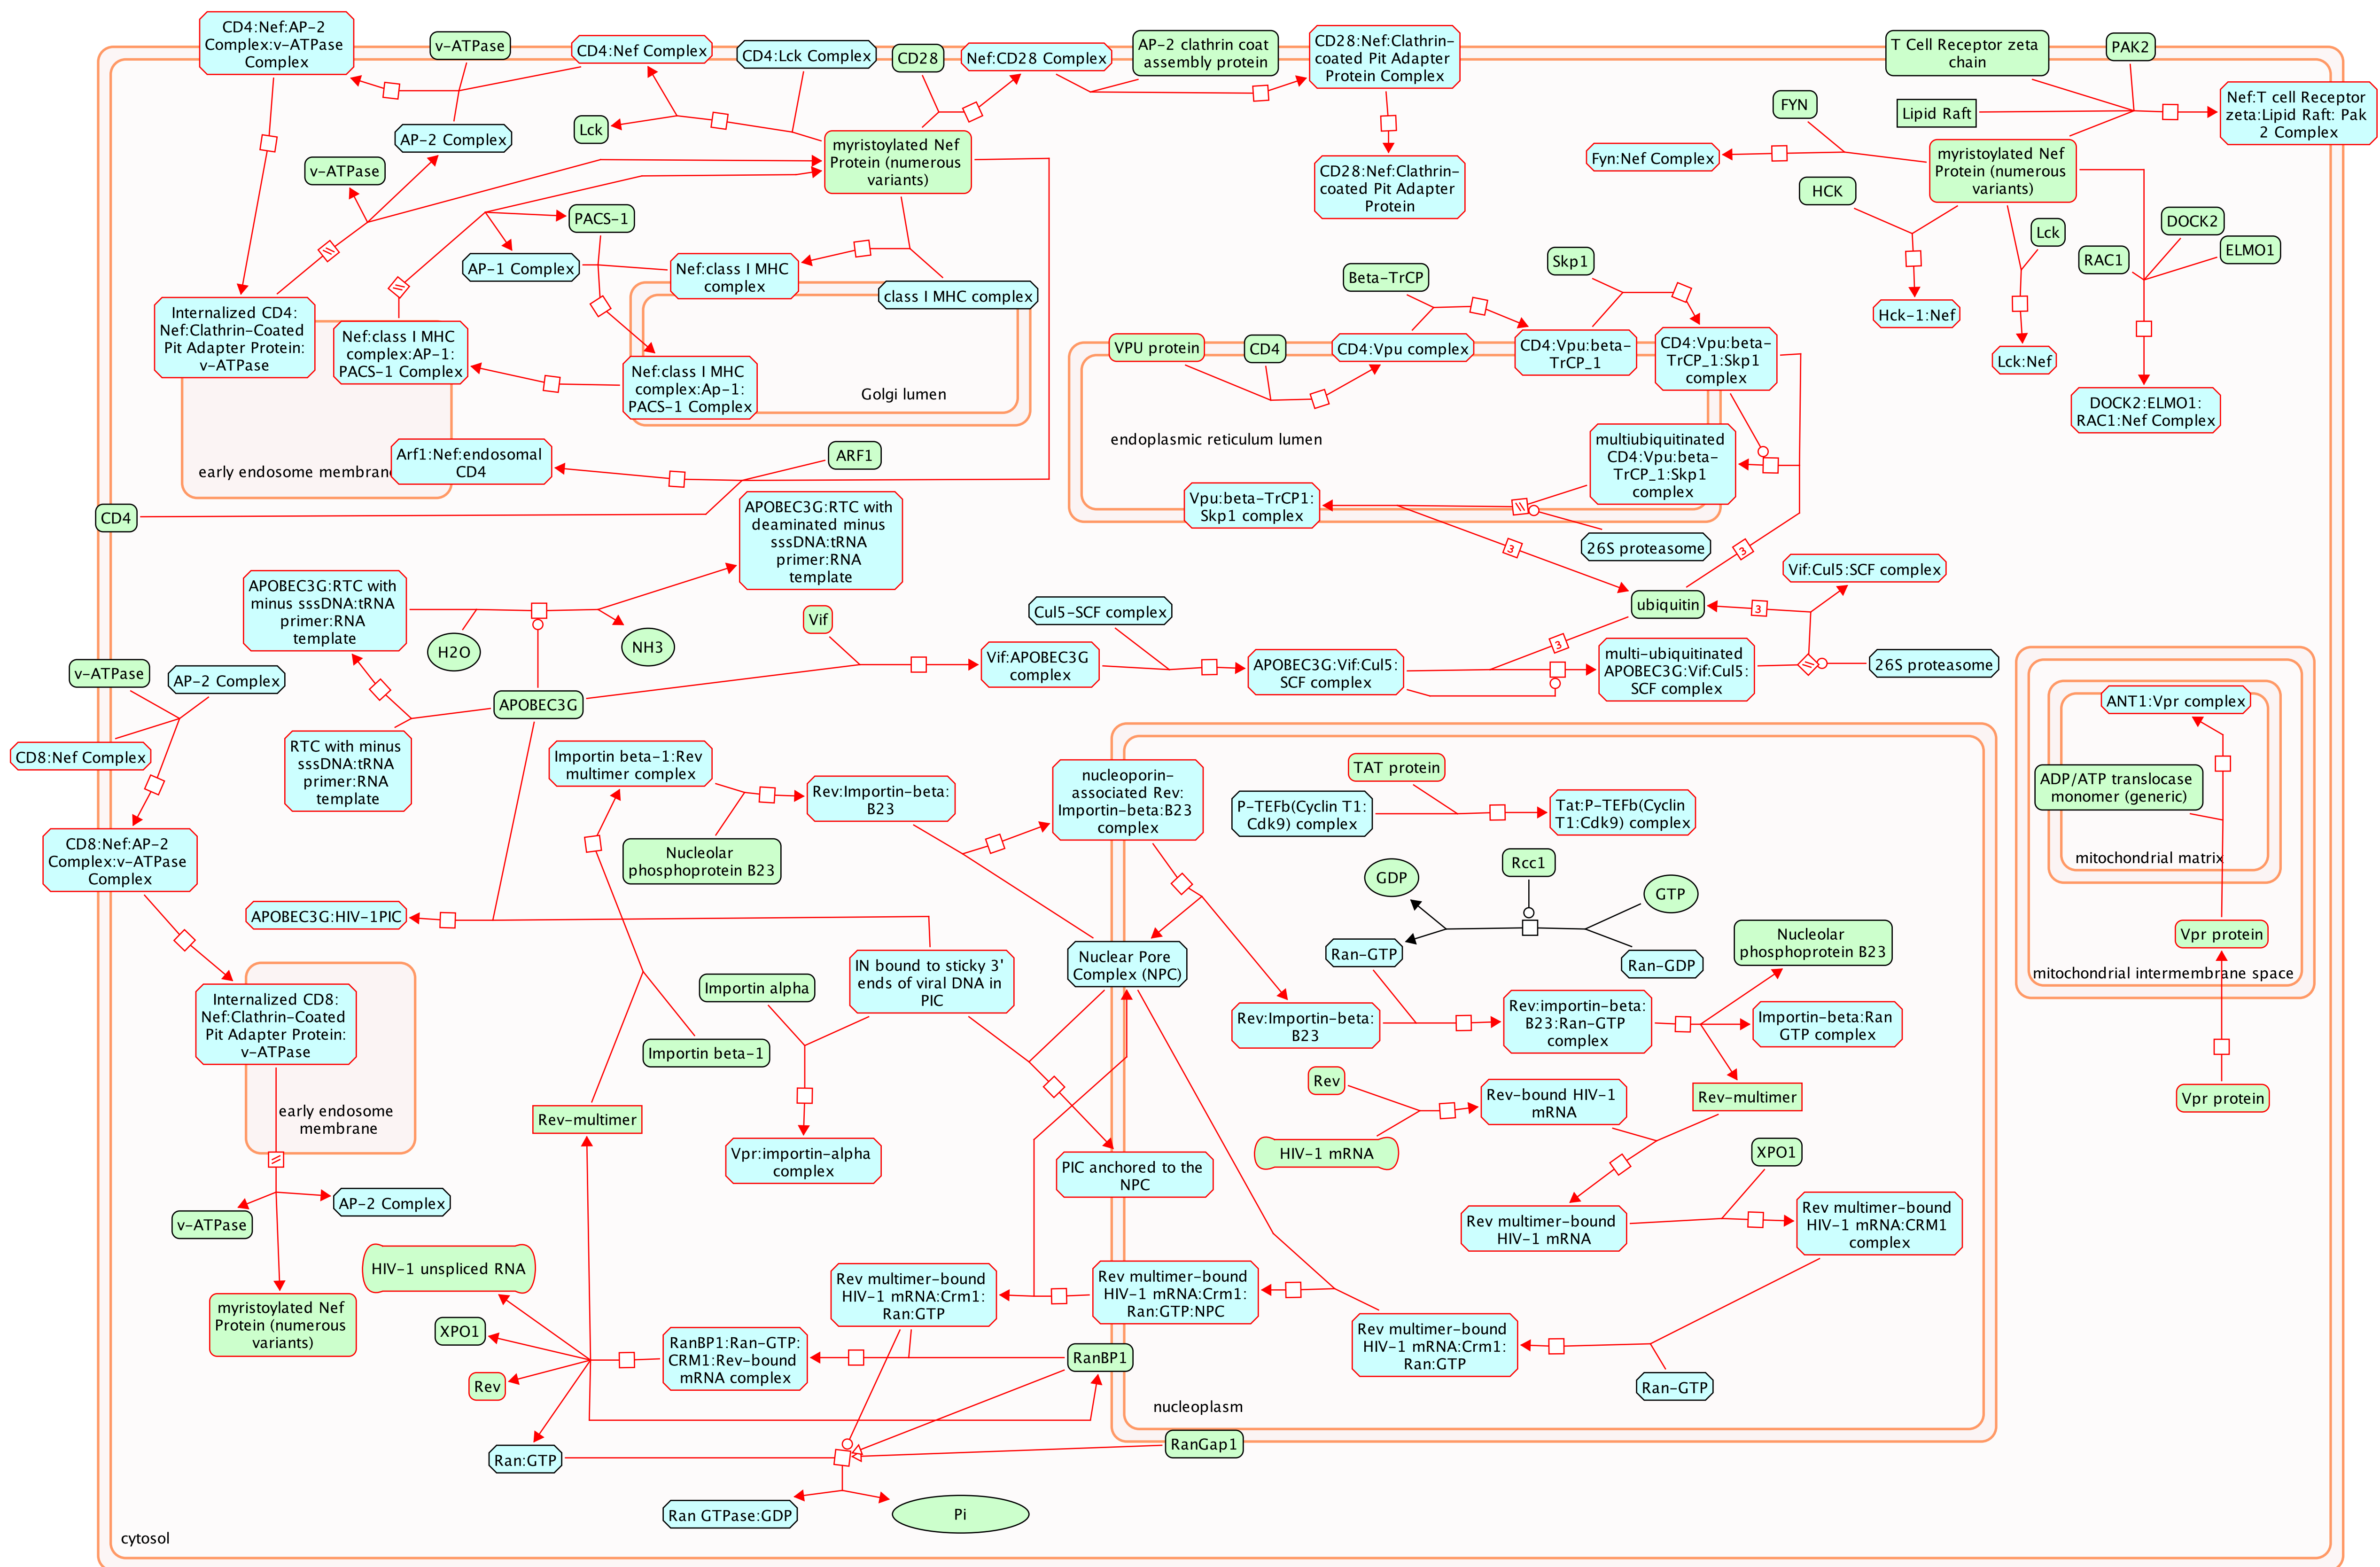 CD4:Nef:AP-2
Complex:v-ATPase
Complex
v-ATPase
CD4:Nef Complex
CD4:Lck Complex
CD28
Nef:CD28 Complex
AP-2 clathrin coat
assembly protein
CD28:Nef:Clathrin-
coated Pit Adapter
Protein Complex
T Cell Receptor zeta
chain
PAK2
Lck
AP-2 Complex
FYN
Lipid Raft
Nef:T cell Receptor
zeta:Lipid Raft: Pak
2 Complex
v-ATPase
myristoylated Nef
Protein (numerous
variants)
CD28:Nef:Clathrin-
coated Pit Adapter
Protein
Fyn:Nef Complex
myristoylated Nef
Protein (numerous
variants)
HCK
PACS-1
Lck
DOCK2
RAC1
ELMO1
AP-1 Complex
Nef:class I MHC
complex
class I MHC complex
Beta-TrCP
Skp1
Hck-1:Nef
Internalized CD4:
Nef:Clathrin-Coated
Pit Adapter Protein:
v-ATPase
Nef:class I MHC
complex:AP-1:
PACS-1 Complex
Nef:class I MHC
complex:Ap-1:
PACS-1 Complex
Golgi lumen
VPU protein
CD4
CD4:Vpu complex
CD4:Vpu:beta-
TrCP_1
CD4:Vpu:beta-
TrCP_1:Skp1
complex
Lck:Nef
DOCK2:ELMO1:
RAC1:Nef Complex
endoplasmic reticulum lumen
multiubiquitinated
CD4:Vpu:beta-
TrCP_1:Skp1
complex
early endosome membrane
Arf1:Nef:endosomal
CD4
ARF1
CD4
APOBEC3G:RTC with
deaminated minus
sssDNA:tRNA
primer:RNA
template
Vpu:beta-TrCP1:
Skp1 complex
26S proteasome
3
3
Vif:Cul5:SCF complex
APOBEC3G:RTC with
minus sssDNA:tRNA
primer:RNA
template
H2O
NH3
Vif
Cul5-SCF complex
ubiquitin
3
3
v-ATPase
AP-2 Complex
Vif:APOBEC3G
complex
APOBEC3G:Vif:Cul5:
SCF complex
multi-ubiquitinated
APOBEC3G:Vif:Cul5:
SCF complex
26S proteasome
APOBEC3G
ANT1:Vpr complex
CD8:Nef Complex
RTC with minus
sssDNA:tRNA
primer:RNA
template
Importin beta-1:Rev
multimer complex
Rev:Importin-beta:
B23
nucleoporin-
associated Rev:
Importin-beta:B23
complex
TAT protein
P-TEFb(Cyclin T1:
Cdk9) complex
Tat:P-TEFb(Cyclin
T1:Cdk9) complex
ADP/ATP translocase
monomer (generic)
mitochondrial matrix
CD8:Nef:AP-2
Complex:v-ATPase
Complex
Nucleolar
phosphoprotein B23
GDP
Rcc1
GTP
APOBEC3G:HIV-1PIC
Nuclear Pore
Complex (NPC)
Ran-GTP
Ran-GDP
Nucleolar
phosphoprotein B23
Vpr protein
mitochondrial intermembrane space
Internalized CD8:
Nef:Clathrin-Coated
Pit Adapter Protein:
v-ATPase
Importin alpha
IN bound to sticky 3'
ends of viral DNA in
PIC
Rev:Importin-beta:
B23
Rev:importin-beta:
B23:Ran-GTP
complex
Importin-beta:Ran
GTP complex
Importin beta-1
early endosome
membrane
Rev-multimer
Rev
HIV-1 mRNA
Rev-bound HIV-1
mRNA
Rev-multimer
Vpr protein
Vpr:importin-alpha
complex
PIC anchored to the
NPC
XPO1
v-ATPase
AP-2 Complex
Rev multimer-bound
HIV-1 mRNA
Rev multimer-bound
HIV-1 mRNA:CRM1
complex
HIV-1 unspliced RNA
myristoylated Nef
Protein (numerous
variants)
XPO1
Rev
Rev multimer-bound
HIV-1 mRNA:Crm1:
Ran:GTP
Rev multimer-bound
HIV-1 mRNA:Crm1:
Ran:GTP:NPC
Rev multimer-bound
HIV-1 mRNA:Crm1:
Ran:GTP
RanBP1:Ran-GTP:
CRM1:Rev-bound
mRNA complex
RanBP1
Ran-GTP
nucleoplasm
RanGap1
Ran:GTP
Ran GTPase:GDP
Pi
cytosol